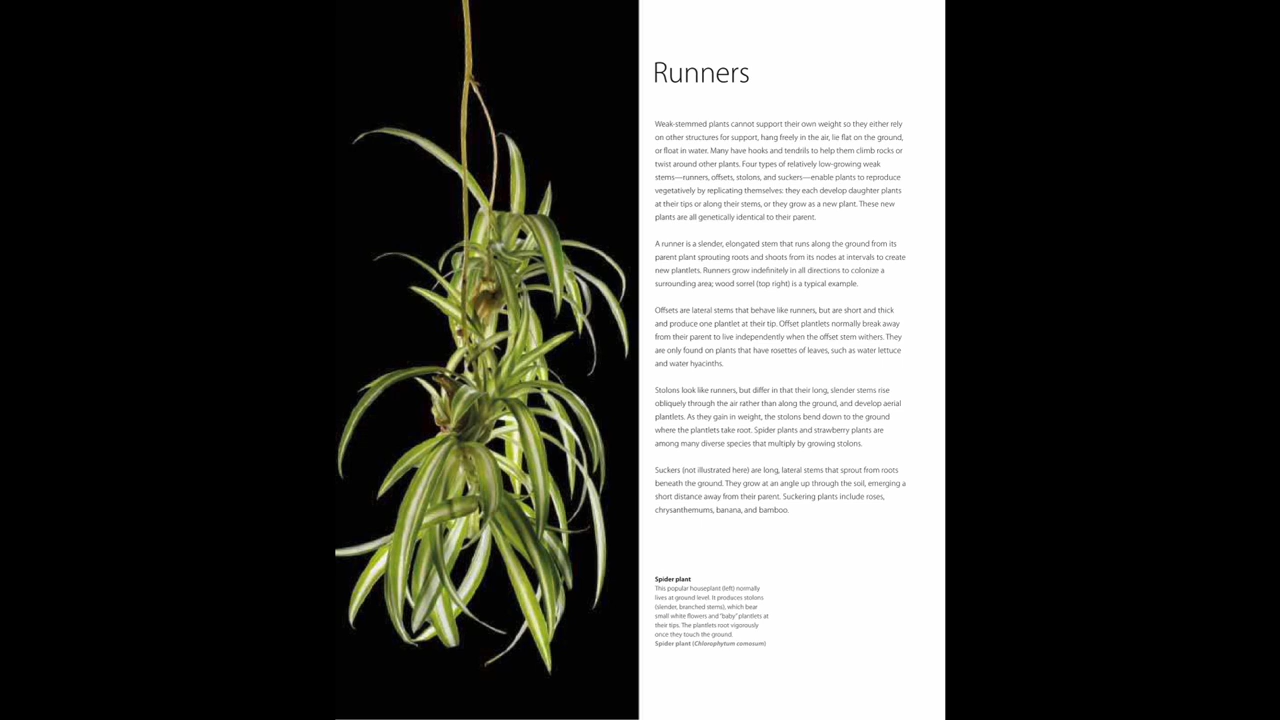 Runners
Weak-stemmed plants cannot support their own weight so they either rely
on other structures for support, hang freely in the air, lie flat on the ground,
or float in water. Many have hooks and tendrils to help them climb rocks or
twist around other plants. Four types of relatively low-growing weak
stems—runners, offsets, stolons, and suckers—enable plants to reproduce
vegetatively by replicating themselves: they each develop daughter plants
at their tips or along their stems, or they grow as a new plant. These new
plants are all genetically identical to their parent.
A runner is a slender, elongated stem that runs along the ground from its
parent plant sprouting roots and shoots from its nodes at intervals to create
new plantlets. Runners grow indefinitely in all directions to colonize a
surrounding area; wood sorrel (top right) is a typical example.
Offsets are lateral stems that behave like runners, but are short and thick
and produce one plantlet at their tip. Offset plantlets normally break away
from their parent to live independently when the offset stem withers. They
are only found on plants that have rosettes of leaves, such as water lettuce
and water hyacinths.
Stolons look like runners, but differ in that their long, slender stems rise
obliquely through the air rather than along the ground, and develop aerial
plantlets. As they gain in weight, the stolons bend down to the ground
where the plantlets take root. Spider plants and strawberry plants are
among many diverse species that multiply by growing stolons.
Suckers (not illustrated here) are long, lateral stems that sprout from roots
beneath the ground. They grow at an angle up through the soil, emerging a
short distance away from their parent. Suckering plants include roses,
chrysanthemums, banana, and bamboo.
Spider plant
This popular houseplant (left) normally
lives at ground level. It produces stolons
(slender, branched stems), which bear
small white flowers and "baby" plantlets at
their tips. The plantlets root vigorously
once they touch the ground.
Spider plant (Chlorophytum comosum)